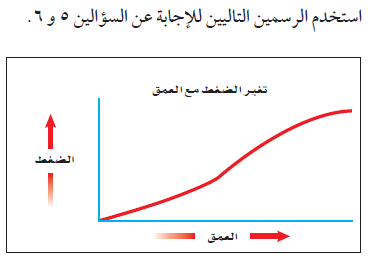 استخدم الرسمين التاليين للإجابة عن السؤالين ٥ و ٦.
تغير الضغط مع العمق
الضغط
العمق